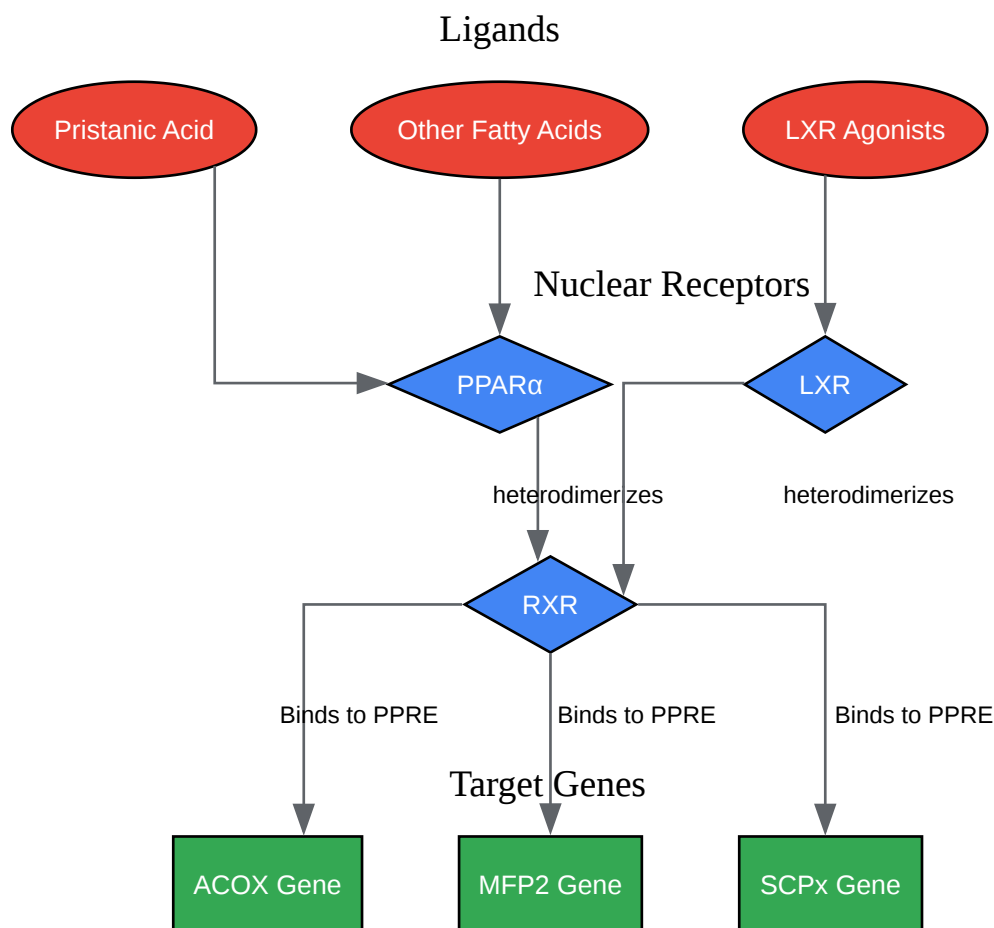 Ligands
Pristanic Acid
Other Fatty Acids
LXR Agonists
Nuclear Receptors
PPARα
LXR
heterodimerizes
heterodimerizes
RXR
Binds to PPRE
Binds to PPRE
Binds to PPRE
Target Genes
ACOX Gene
MFP2 Gene
SCPx Gene